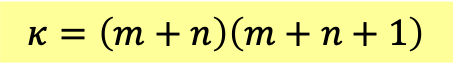 κ = (m + n)(m + n + 1)